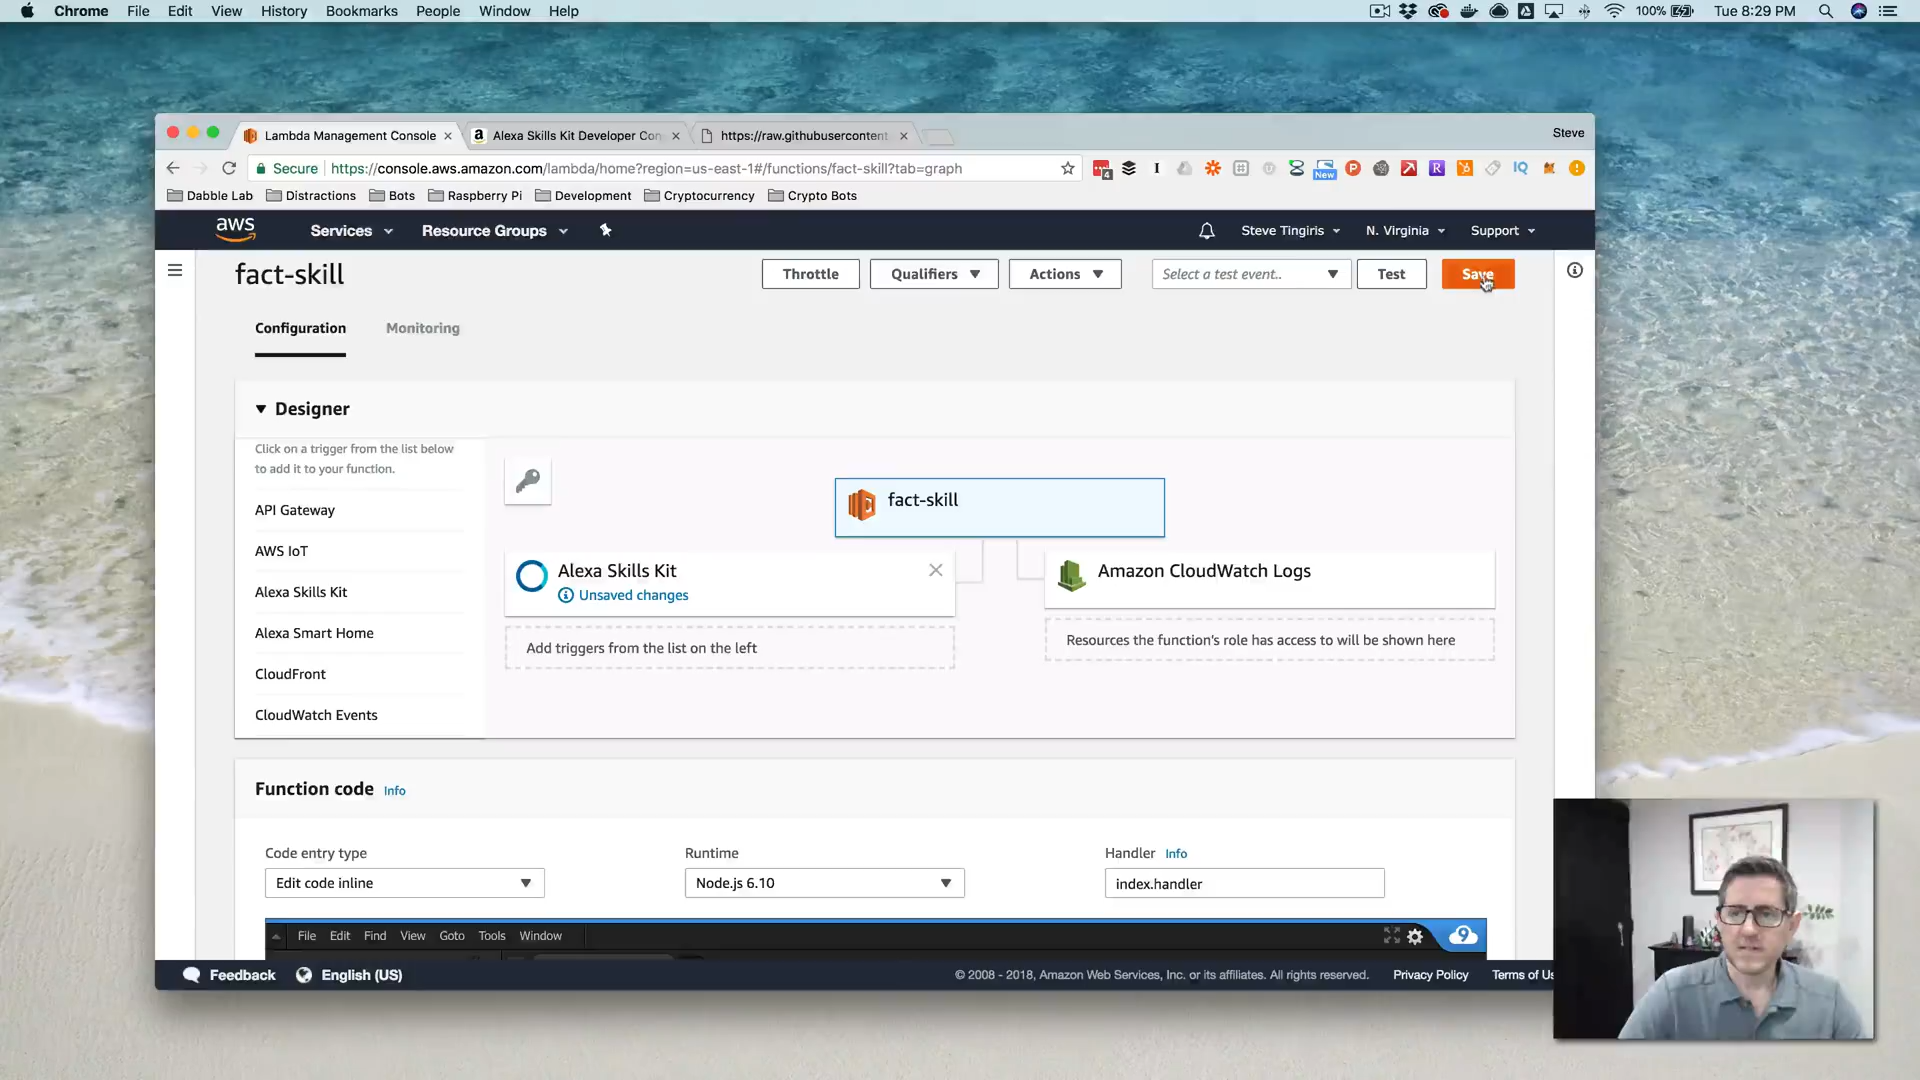 Chrome File Edit View History Bookmarks People Window Help 100% Tue 8:29 PM
Lambda Management Console Alexa Skills Kit Developer Con https://raw.githubusercontent Steve
Secure https://console.aws.amazon.com/lambda/home?region=us-east-1#/functions/fact-skill?tab=graph
4 New IQ
Dabble Lab Distractions Bots Raspberry Pi Development Cryptocurrency Crypto Bots
aws Services Resource Groups Steve Tingiris N. Virginia Support
fact-skill Throttle Qualifiers Actions Select a test event.. Test Save
Configuration Monitoring
Designer
Click on a trigger from the list below
to add it to your function.
API Gateway
AWS IoT
Alexa Skills Kit
Alexa Smart Home
CloudFront
CloudWatch Events
fact-skill
Alexa Skills Kit
Unsaved changes
Add triggers from the list on the left
Amazon CloudWatch Logs
Resources the function's role has access to will be shown here
Function code Info
Code entry type
Edit code inline
Runtime
Node.js 6.10
Handler Info
index.handler
File Edit Find View Goto Tools Window
9
Feedback English (US) © 2008 - 2018, Amazon Web Services, Inc. or its affiliates. All rights reserved. Privacy Policy Terms of Us